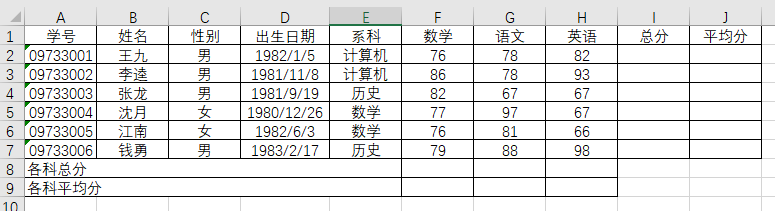 A B C D E F G H I J
1 学号 姓名 性别 出生日期 系科 数学 语文 英语 总分 平均分
2 09733001 王九 男 1982/1/5 计算机 76 78 82
3 09733002 李逵 男 1981/11/8 计算机 86 78 93
4 09733003 张龙 男 1981/9/19 历史 82 67 67
5 09733004 沈月 女 1980/12/26 数学 77 97 67
6 09733005 江南 女 1982/6/3 数学 76 81 66
7 09733006 钱勇 男 1983/2/17 历史 79 88 98
8 各科总分
9 各科平均分
10